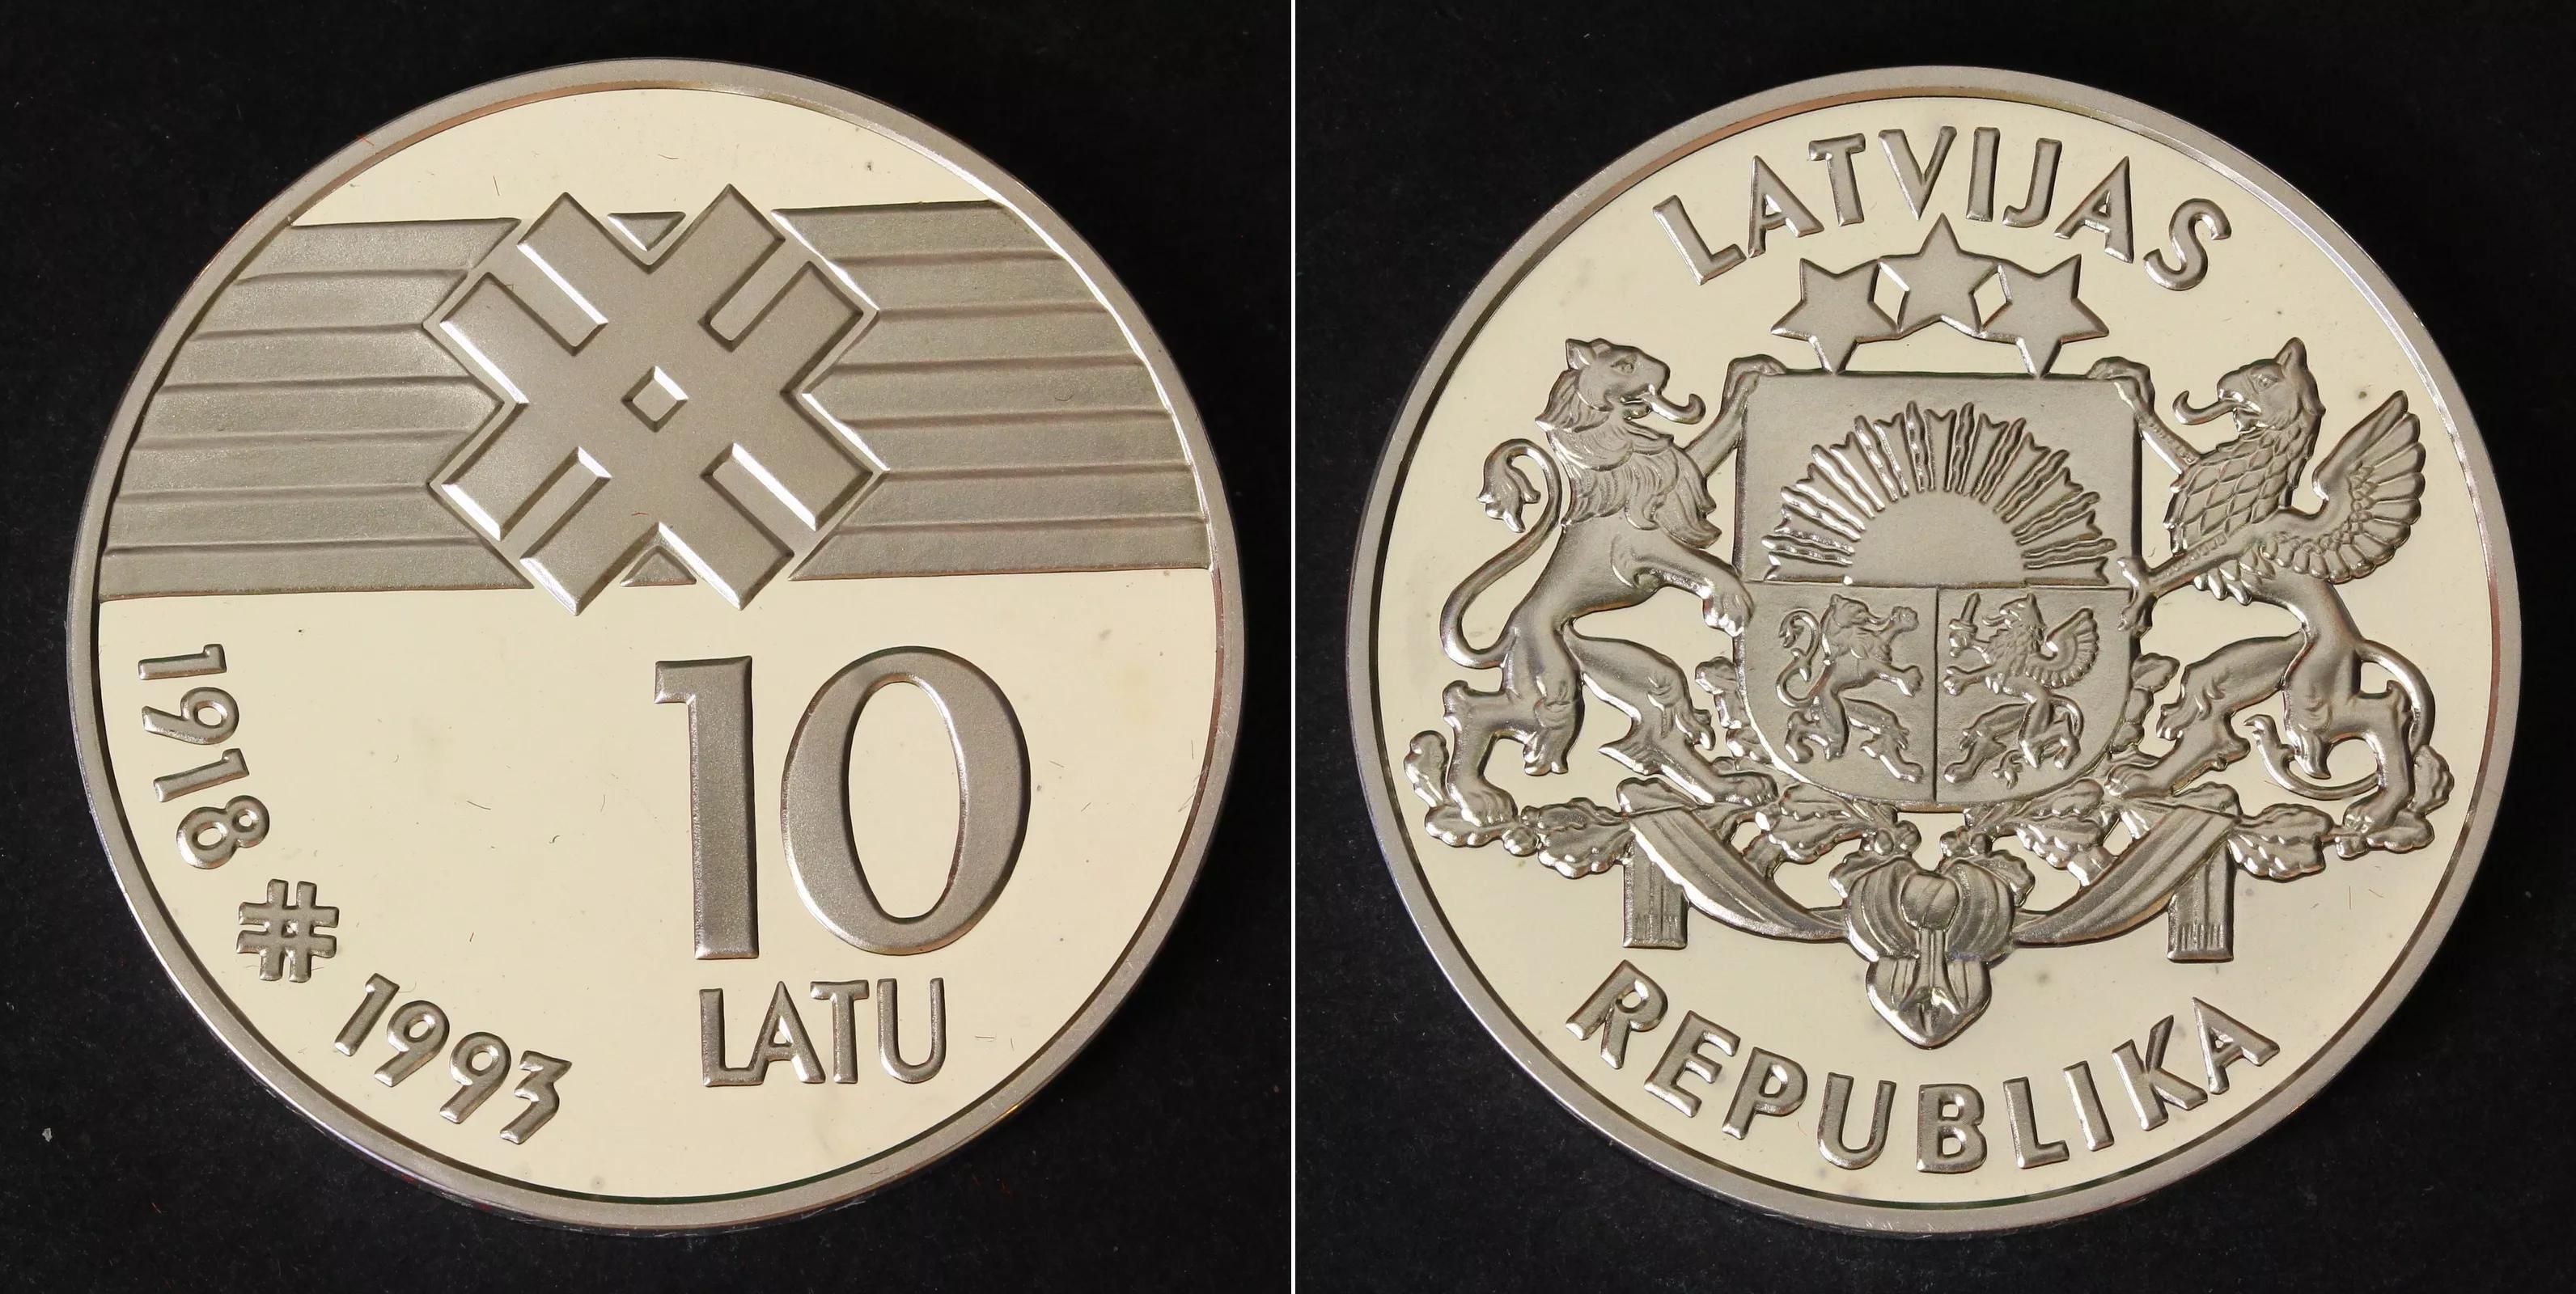 1918 # 1993
10
LATU
LATVIJAS
REPUBLIKA